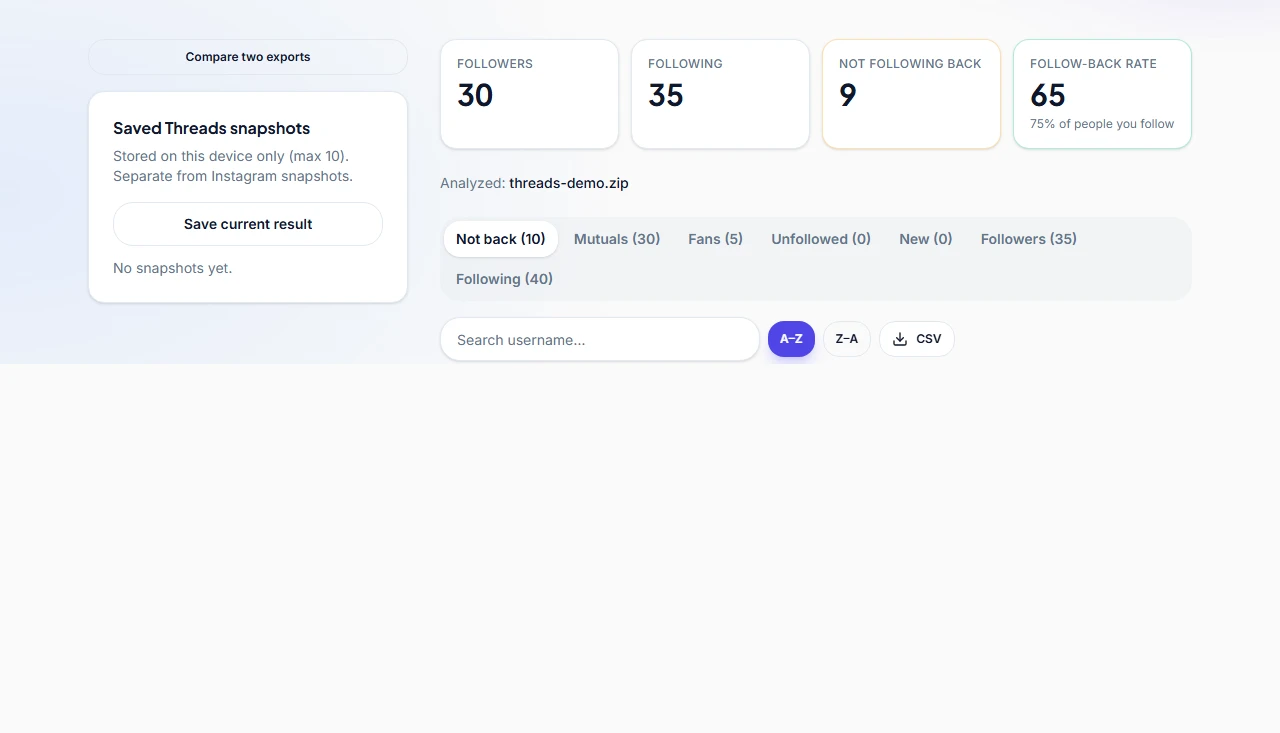 Compare two exports
Saved Threads snapshots
Stored on this device only (max 10).
Separate from Instagram snapshots.
Save current result
No snapshots yet.
FOLLOWERS
30
FOLLOWING
35
NOT FOLLOWING BACK
9
FOLLOW-BACK RATE
65
75% of people you follow
Analyzed: threads-demo.zip
Not back (10) Mutuals (30) Fans (5) Unfollowed (0) New (0) Followers (35)
Following (40)
Search username... A–Z Z–A CSV